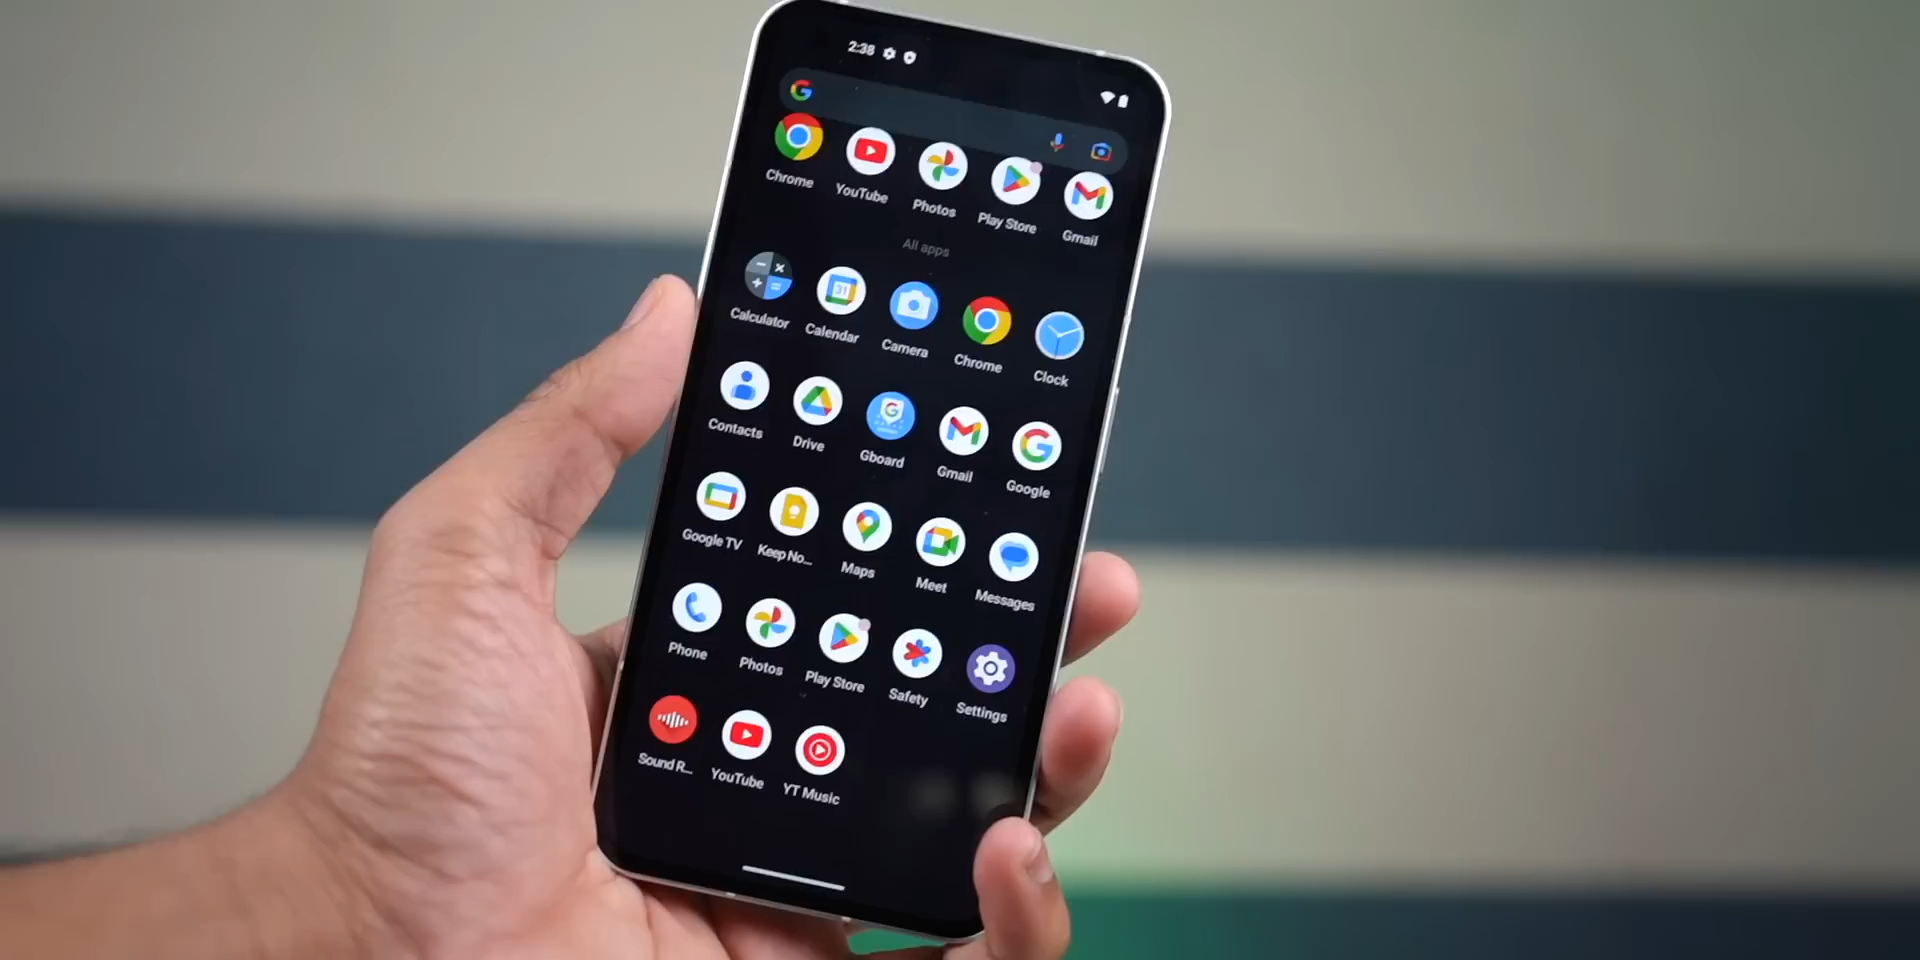 2:38
Chrome YouTube Photos Play Store Gmail
All apps
Calculator Calendar Camera Chrome Clock
Contacts Drive Gboard Gmail Google
Google TV Keep No... Maps Meet Messages
Phone Photos Play Store Safety Settings
Sound R... YouTube YT Music